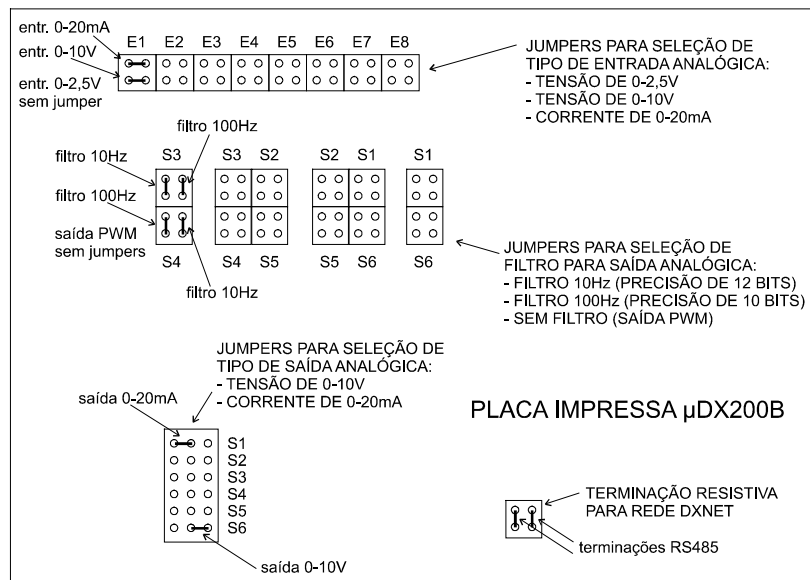 entr. 0-20mA
E1 E2 E3 E4 E5 E6 E7 E8
entr. 0-10V
entr. 0-2,5V
sem jumper
JUMPERS PARA SELEÇÃO DE
TIPO DE ENTRADA ANALÓGICA:
- TENSÃO DE 0-2,5V
- TENSÃO DE 0-10V
- CORRENTE DE 0-20mA
filtro 100Hz
filtro 10Hz
S3 S3 S2 S2 S1 S1
filtro 100Hz
saída PWM
sem jumpers
S4 S4 S5 S5 S6 S6
filtro 10Hz
JUMPERS PARA SELEÇÃO DE
FILTRO PARA SAÍDA ANALÓGICA:
- FILTRO 10Hz (PRECISÃO DE 12 BITS)
- FILTRO 100Hz (PRECISÃO DE 10 BITS)
- SEM FILTRO (SAÍDA PWM)
JUMPERS PARA SELEÇÃO DE
TIPO DE SAÍDA ANALÓGICA:
- TENSÃO DE 0-10V
- CORRENTE DE 0-20mA
saída 0-20mA
S1
S2
S3
S4
S5
S6
saída 0-10V
PLACA IMPRESSA µDX200B
TERMINAÇÃO RESISTIVA
PARA REDE DXNET
terminações RS485